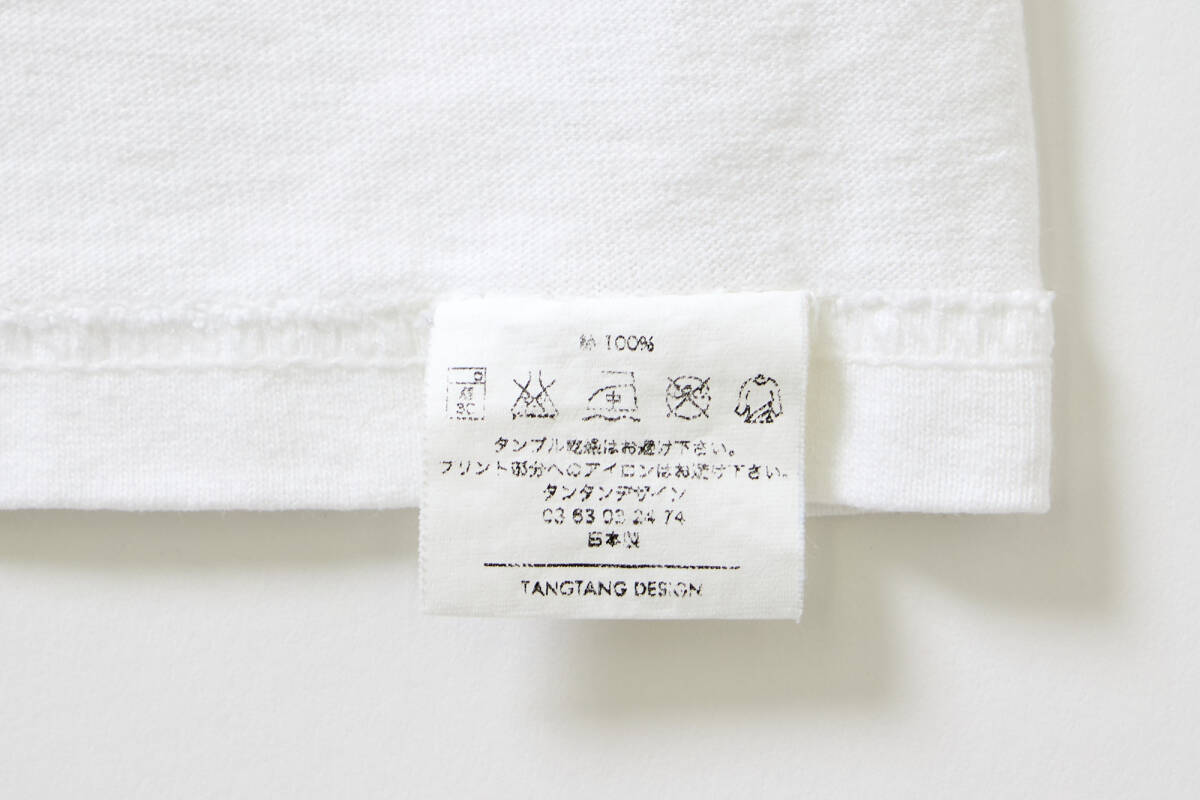 綿 100%
中
タンブル乾燥はお避け下さい。
プリント部分へのアイロンはお避け下さい。
タンタンデザイン
03 63 03 24 74
日本製
TANGTANG DESIGN